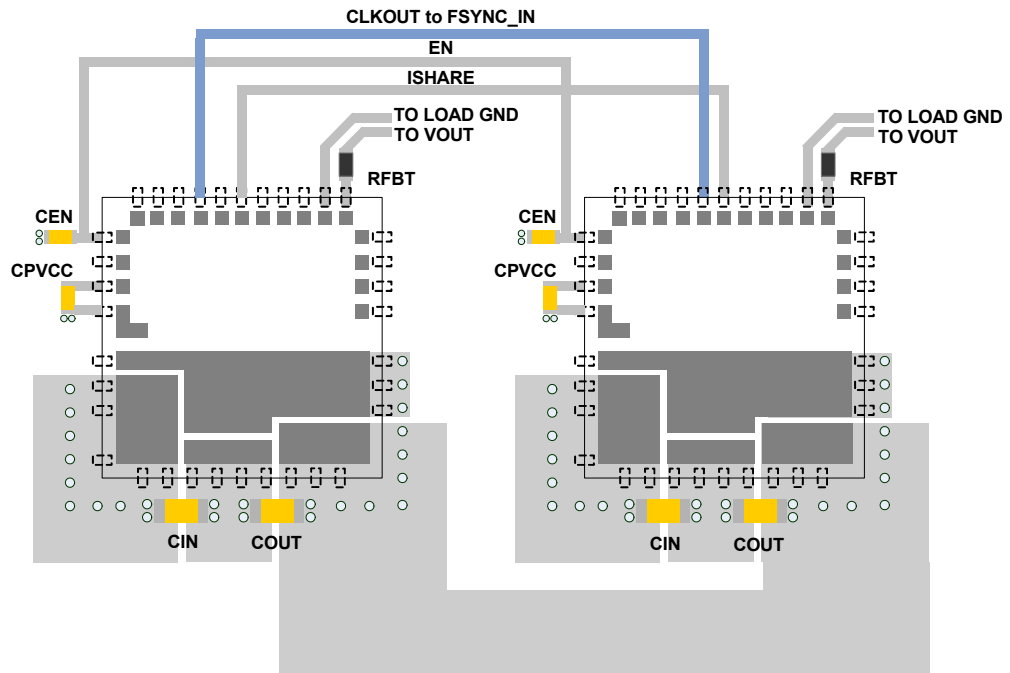 CLKOUT to FSYNC_IN
EN
ISHARE
TO LOAD GND
TO VOUT
RFBT
TO LOAD GND
TO VOUT
RFBT
CEN
CPVCC
CEN
CPVCC
CIN
COUT
CIN
COUT